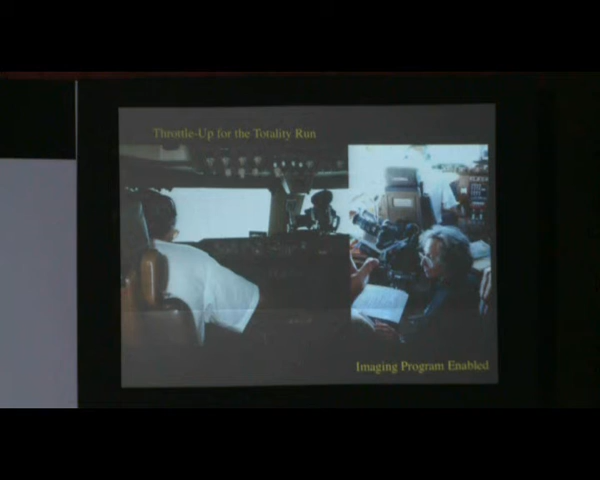 Throttle-Up for the Totality Run
Imaging Program Enabled